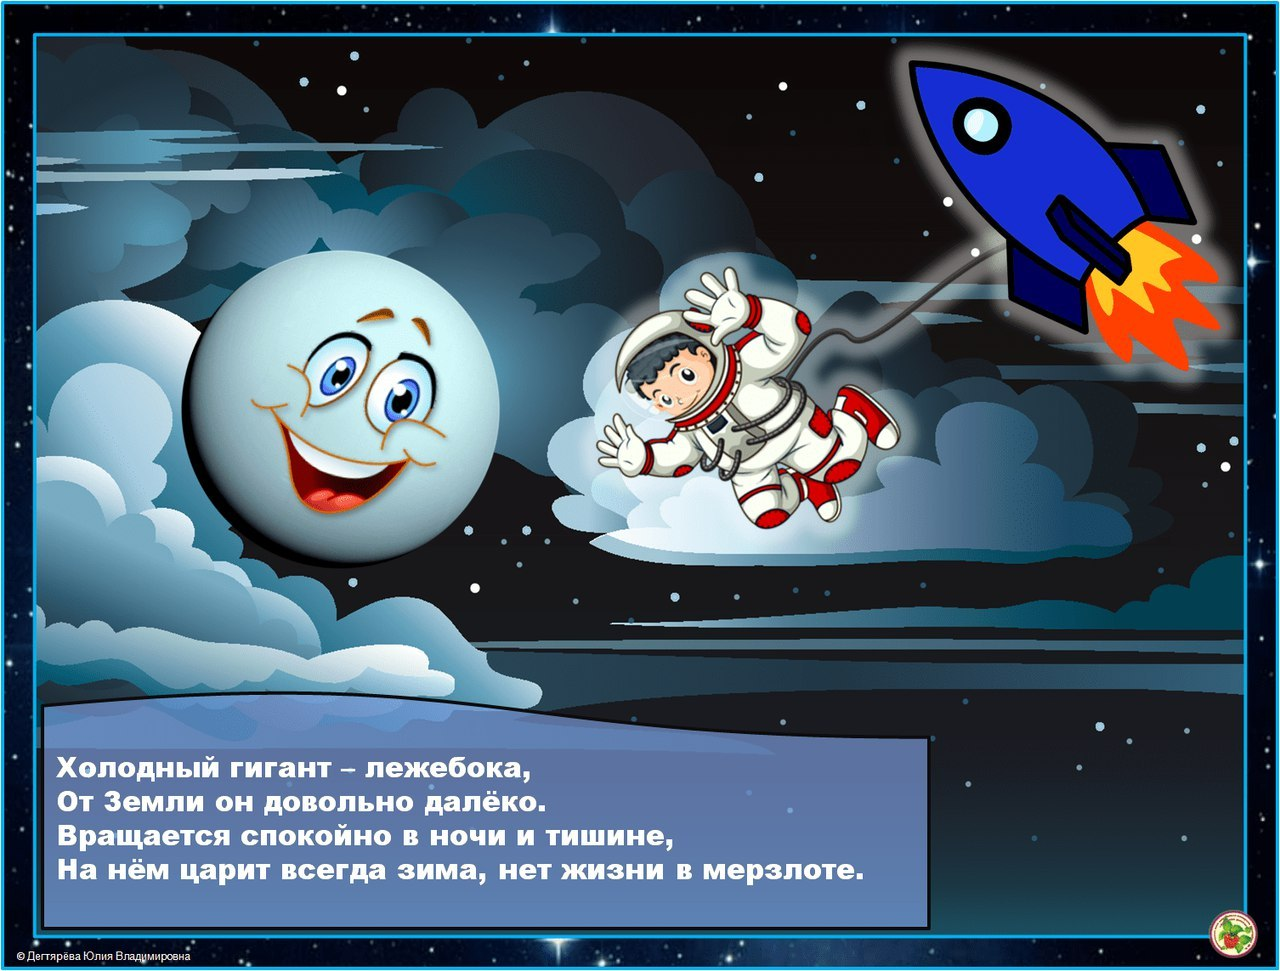 Холодный гигант – лежебока,
От Земли он довольно далёко.
Вращается спокойно в ночи и тишине,
На нём царит всегда зима, нет жизни в мерзлоте.
© Дегтярёва Юлия Владимировна